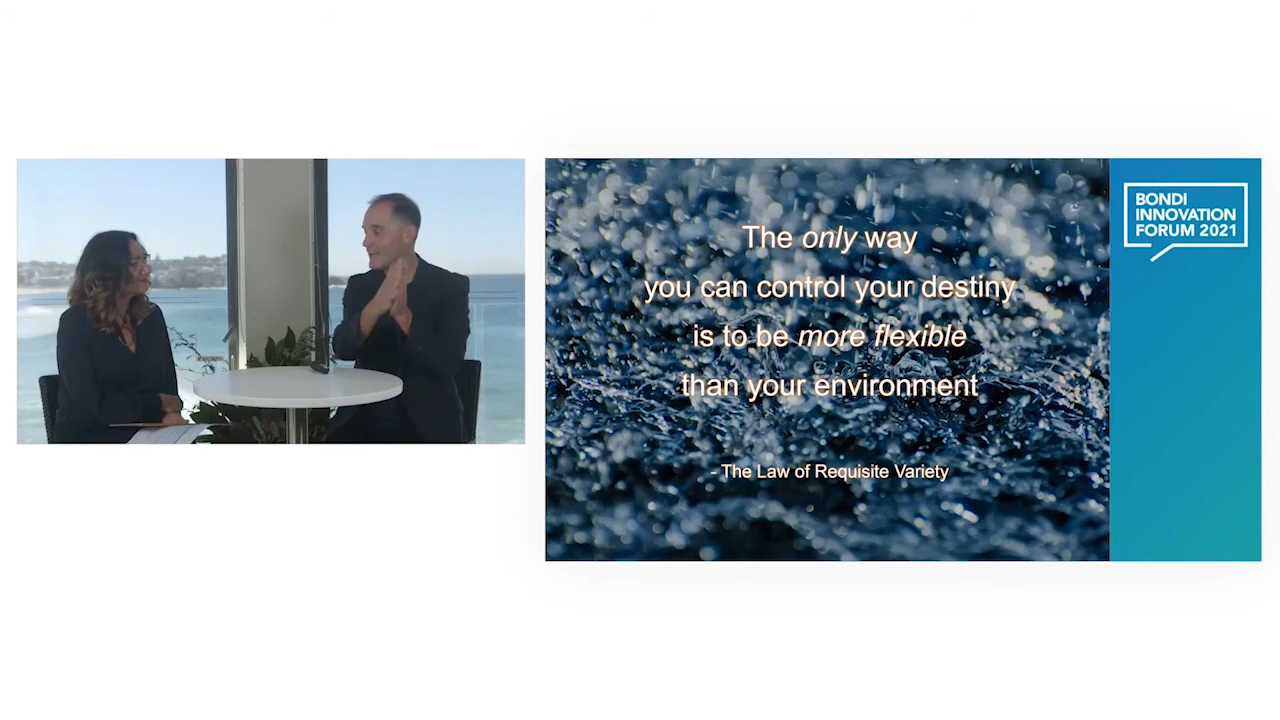 The only way
you can control your destiny
is to be more flexible
than your environment
- The Law of Requisite Variety
BONDI
INNOVATION
FORUM 2021